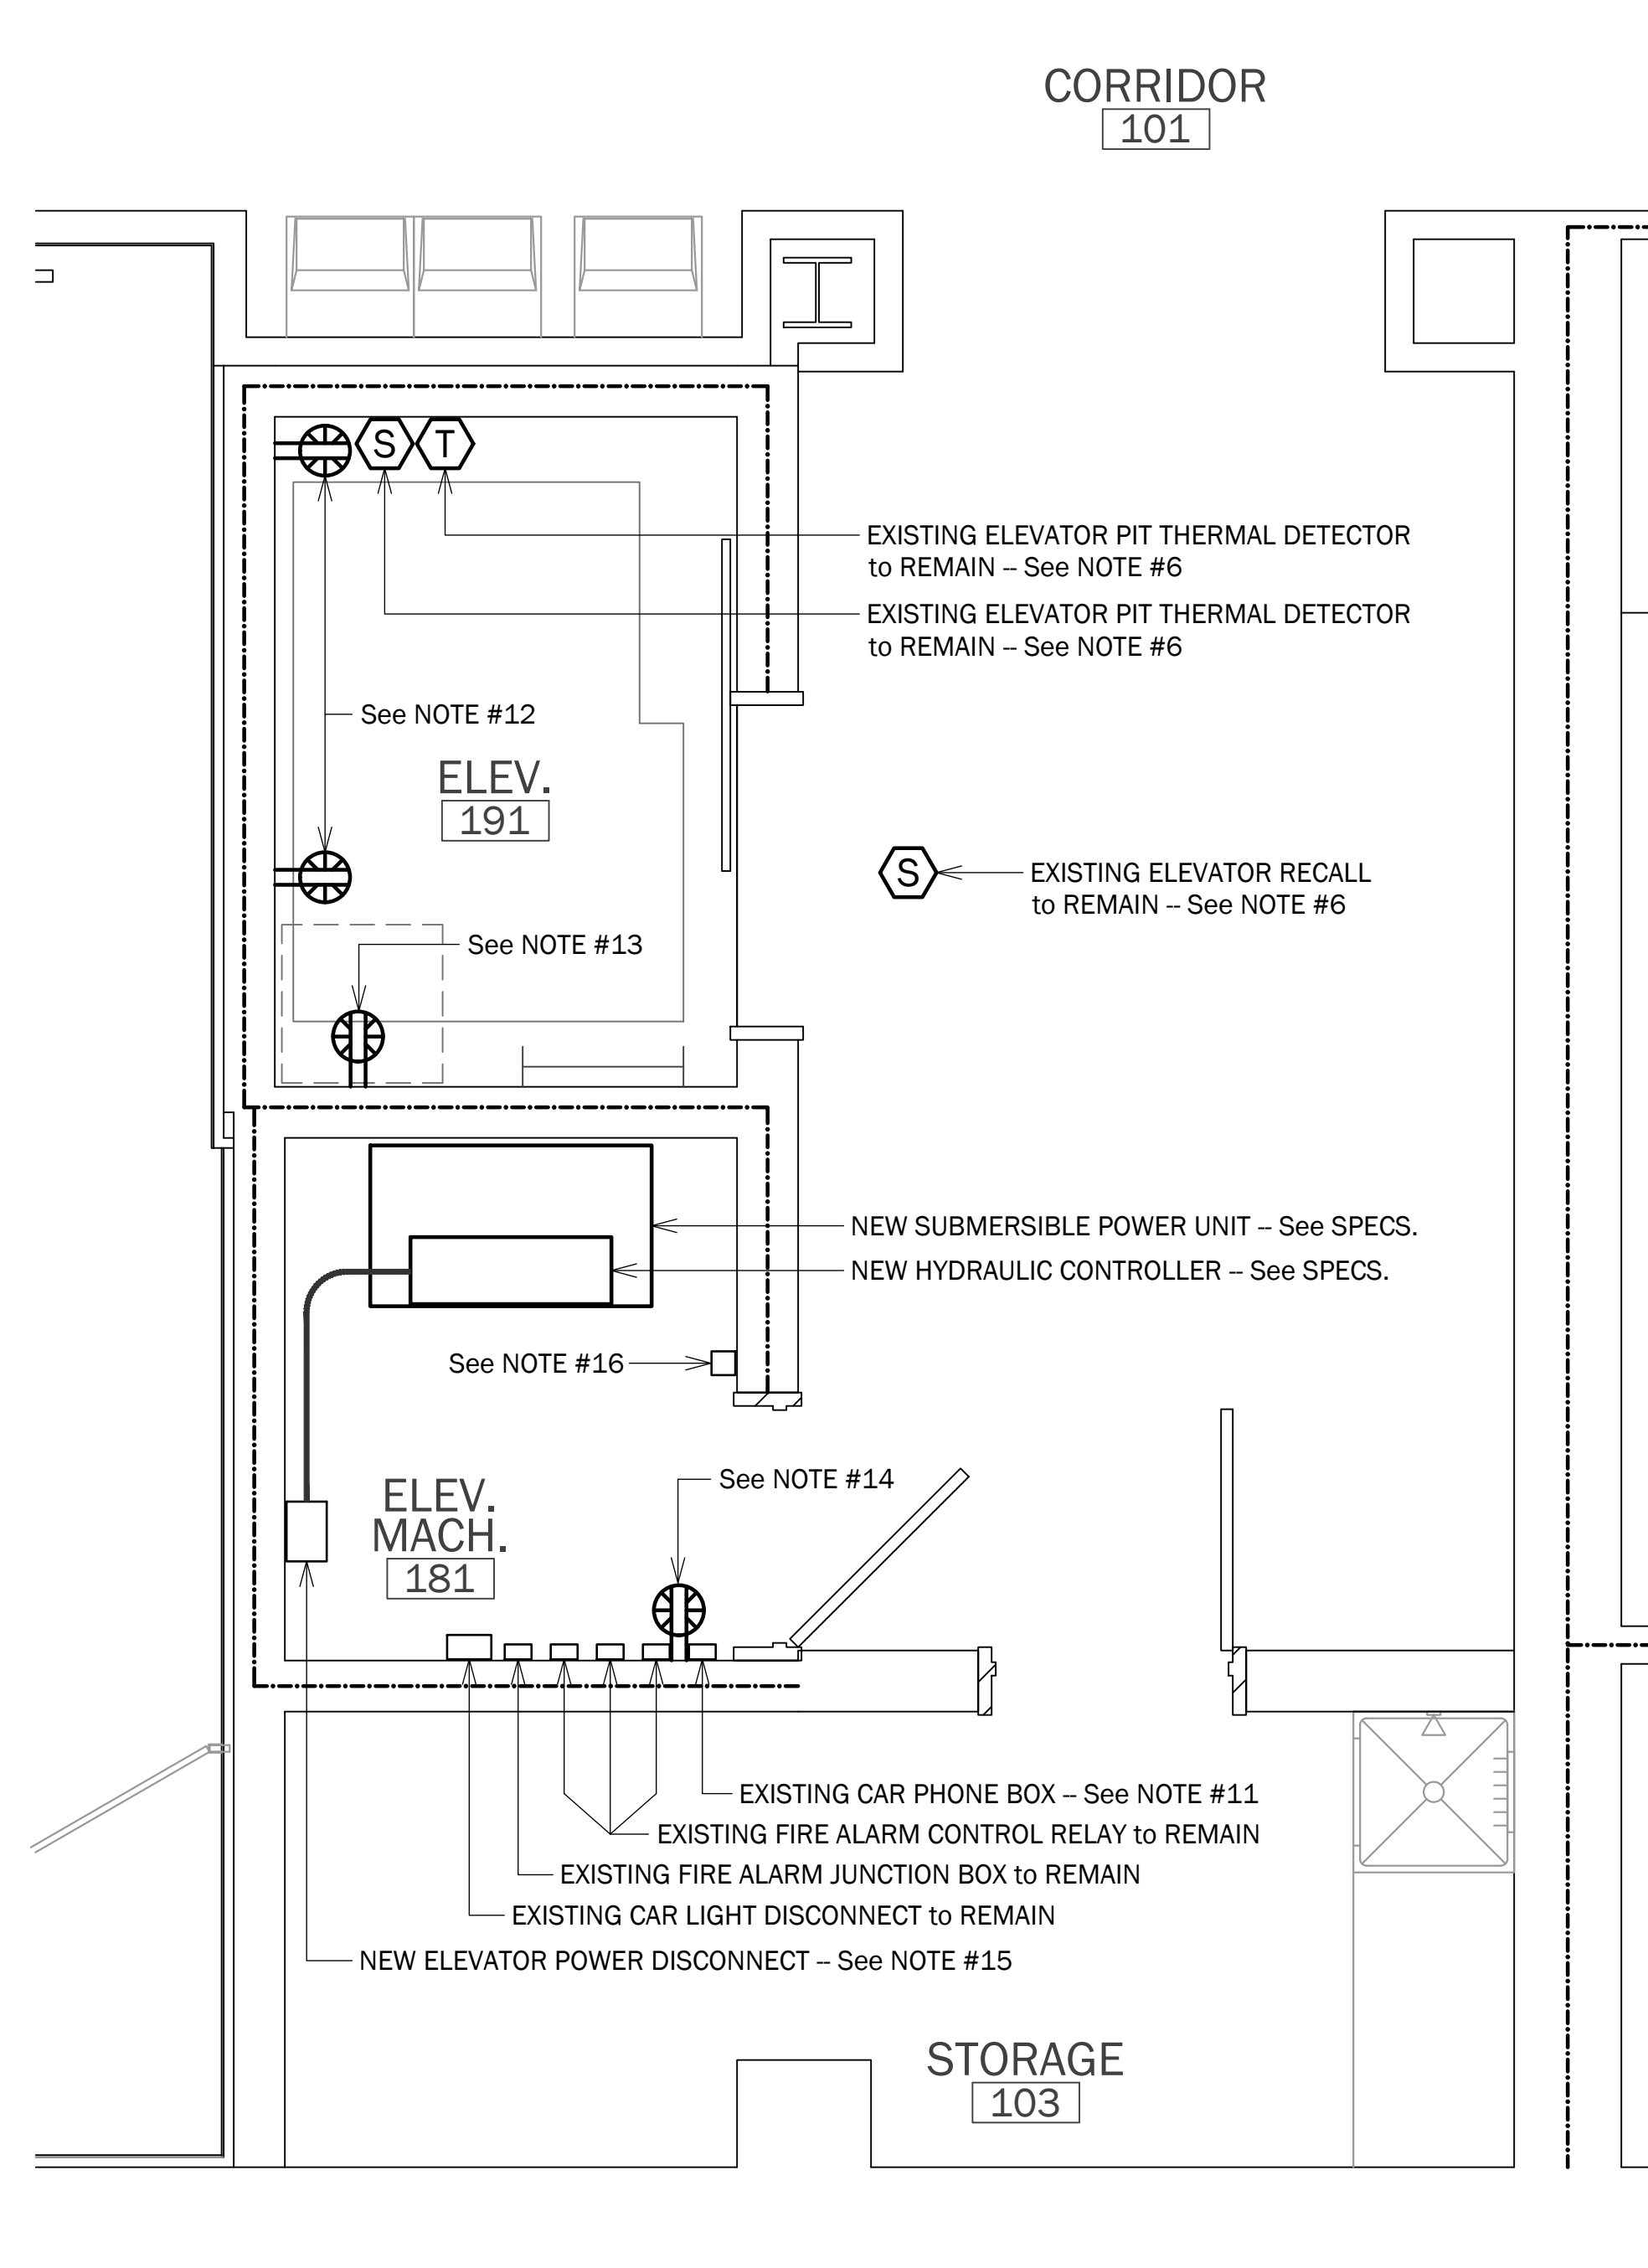 CORRIDOR
101
S
T
EXISTING ELEVATOR PIT THERMAL DETECTOR
to REMAIN -- See NOTE #6
EXISTING ELEVATOR PIT THERMAL DETECTOR
to REMAIN -- See NOTE #6
See NOTE #12
ELEV.
191
S
EXISTING ELEVATOR RECALL
to REMAIN -- See NOTE #6
See NOTE #13
NEW SUBMERSIBLE POWER UNIT -- See SPECS.
NEW HYDRAULIC CONTROLLER -- See SPECS.
See NOTE #16
See NOTE #14
ELEV.
MACH.
181
EXISTING CAR PHONE BOX -- See NOTE #11
EXISTING FIRE ALARM CONTROL RELAY to REMAIN
EXISTING FIRE ALARM JUNCTION BOX to REMAIN
EXISTING CAR LIGHT DISCONNECT to REMAIN
NEW ELEVATOR POWER DISCONNECT -- See NOTE #15
STORAGE
103